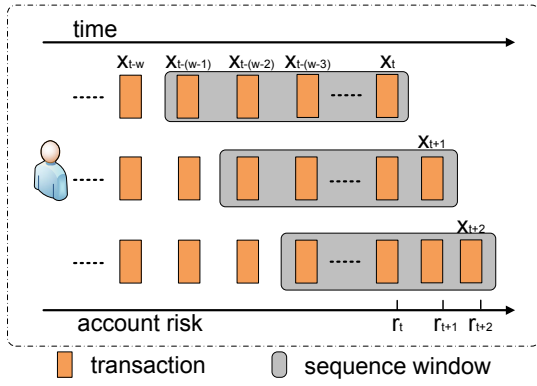 time
Xt-w Xt-(w-1) Xt-(w-2) Xt-(w-3) Xt
Xt+1
Xt+2
account risk rt rt+1 rt+2
transaction sequence window